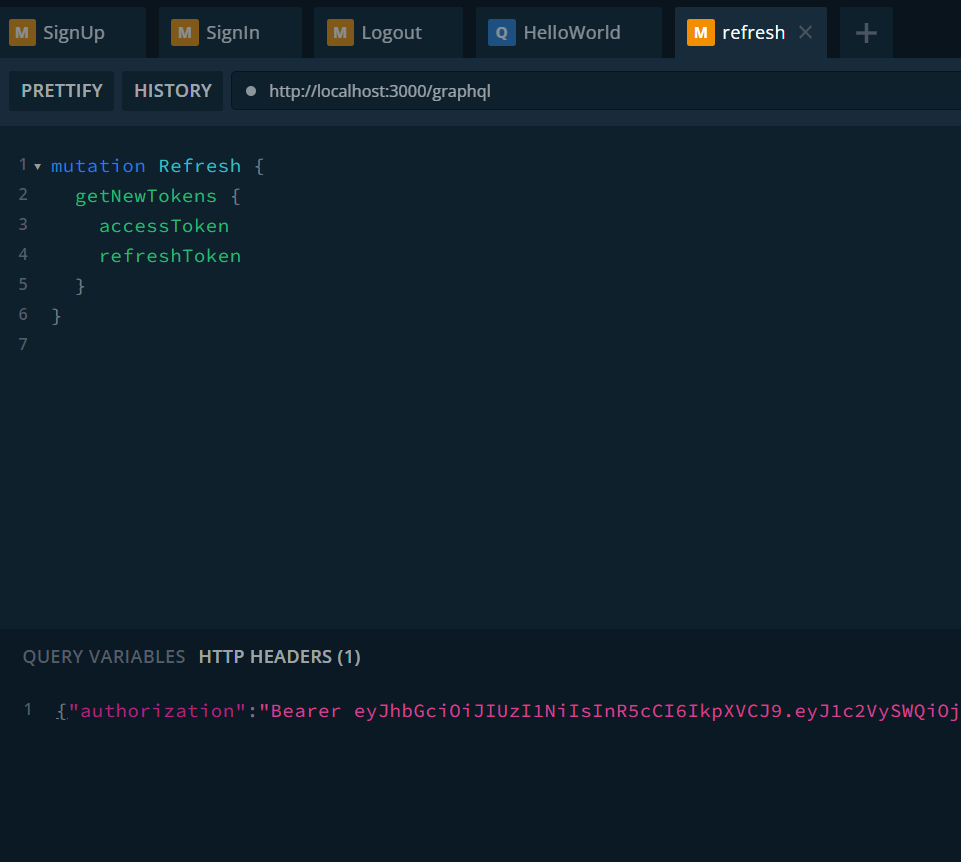 M SignUp M SignIn M Logout Q HelloWorld M refresh × +
PRETTIFY HISTORY http://localhost:3000/graphql
1 ▾ mutation Refresh {
2 getNewTokens {
3 accessToken
4 refreshToken
5 }
6 }
7
QUERY VARIABLES HTTP HEADERS (1)
1 {"authorization":"Bearer eyJhbGciOiJIUzI1NiIsInR5cCI6IkpXVCJ9.eyJ1c2VySWQiOj